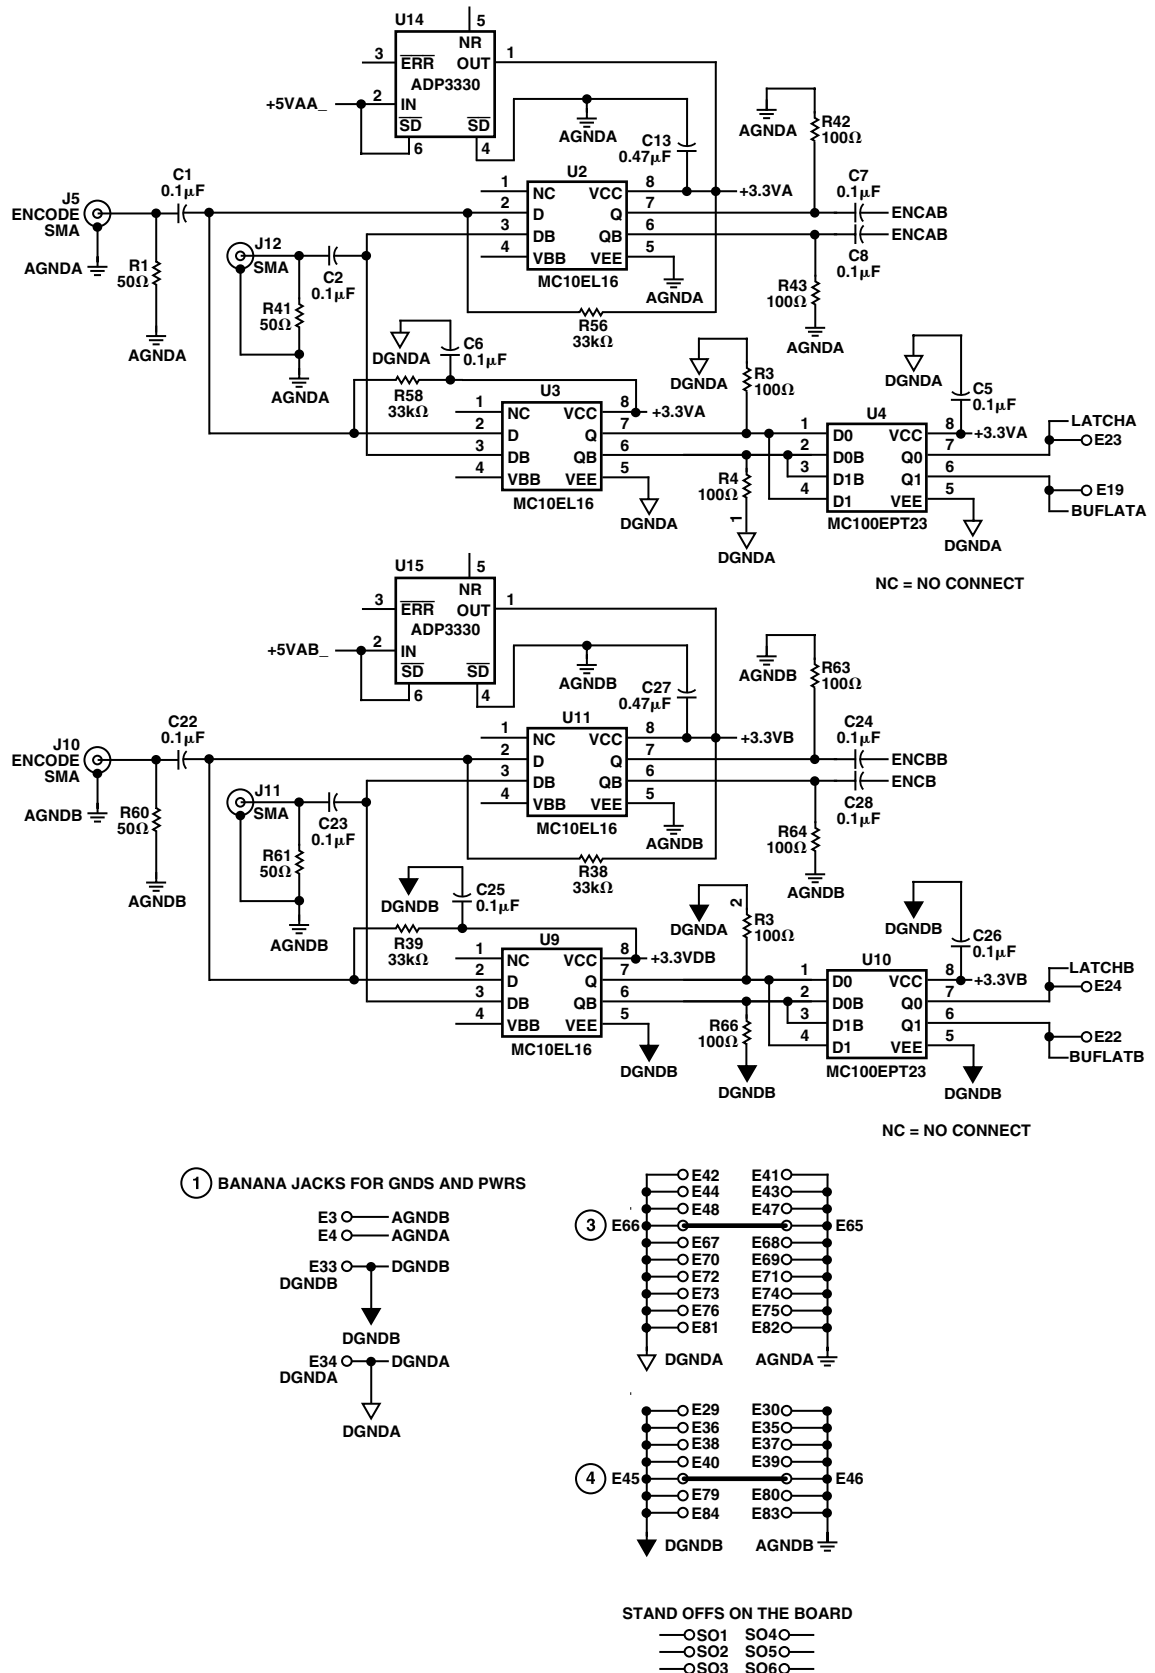 U14
5
NR
3
ERR
OUT
1
ADP3330
+5VAA_
2
IN
SD
SD
6
4
AGNDA
C13
0.47µF
AGNDA
R42
100Ω
J5
ENCODE
SMA
C1
0.1µF
AGNDA
R1
50Ω
AGNDA
J12
SMA
C2
0.1µF
R41
50Ω
AGNDA
U2
1
NC
VCC
8
+3.3VA
2
D
Q
7
3
DB
QB
6
4
VBB
VEE
5
MC10EL16
AGNDA
C7
0.1µF
ENCAB
ENCAB
C8
0.1µF
R43
100Ω
AGNDA
R56
33kΩ
DGNDA
C6
0.1µF
R58
33kΩ
U3
1
NC
VCC
8
+3.3VA
2
D
Q
7
3
DB
QB
6
4
VBB
VEE
5
MC10EL16
DGNDA
DGNDA
R3
100Ω
R4
100Ω
1
DGNDA
DGNDA
C5
0.1µF
U4
1
D0
VCC
8
+3.3VA
2
D0B
Q0
7
3
D1B
Q1
6
4
D1
VEE
5
MC100EPT23
DGNDA
LATCHA
E23
E19
BUFLATA
NC = NO CONNECT
U15
5
NR
3
ERR
OUT
1
ADP3330
+5VAB_
2
IN
SD
SD
6
4
AGNDB
C27
0.47µF
AGNDB
R63
100Ω
J10
ENCODE
SMA
C22
0.1µF
AGNDB
R60
50Ω
AGNDB
J11
SMA
C23
0.1µF
R61
50Ω
AGNDB
U11
1
NC
VCC
8
+3.3VB
2
D
Q
7
3
DB
QB
6
4
VBB
VEE
5
MC10EL16
AGNDB
C24
0.1µF
ENCBB
ENCB
C28
0.1µF
R64
100Ω
AGNDB
R38
33kΩ
DGNDB
C25
0.1µF
R39
33kΩ
U9
1
NC
VCC
8
+3.3VDB
2
D
Q
7
3
DB
QB
6
4
VBB
VEE
5
MC10EL16
DGNDB
DGNDA
2
R3
100Ω
R66
100Ω
DGNDB
DGNDB
C26
0.1µF
U10
1
D0
VCC
8
+3.3VB
2
D0B
Q0
7
3
D1B
Q1
6
4
D1
VEE
5
MC100EPT23
DGNDB
LATCHB
E24
E22
BUFLATB
NC = NO CONNECT
1 BANANA JACKS FOR GNDS AND PWRS
E3 AGNDB
E4 AGNDA
E33 DGNDB
DGNDB
DGNDB
E34 DGNDA
DGNDA
DGNDA
E42 E41
E44 E43
E48 E47
3 E66 E65
E67 E68
E70 E69
E72 E71
E73 E74
E76 E75
E81 E82
DGNDA AGNDA
E29 E30
E36 E35
E38 E37
E40 E39
4 E45 E46
E79 E80
E84 E83
DGNDB AGNDB
STAND OFFS ON THE BOARD
SO1 SO4
SO2 SO5
SO3 SO6